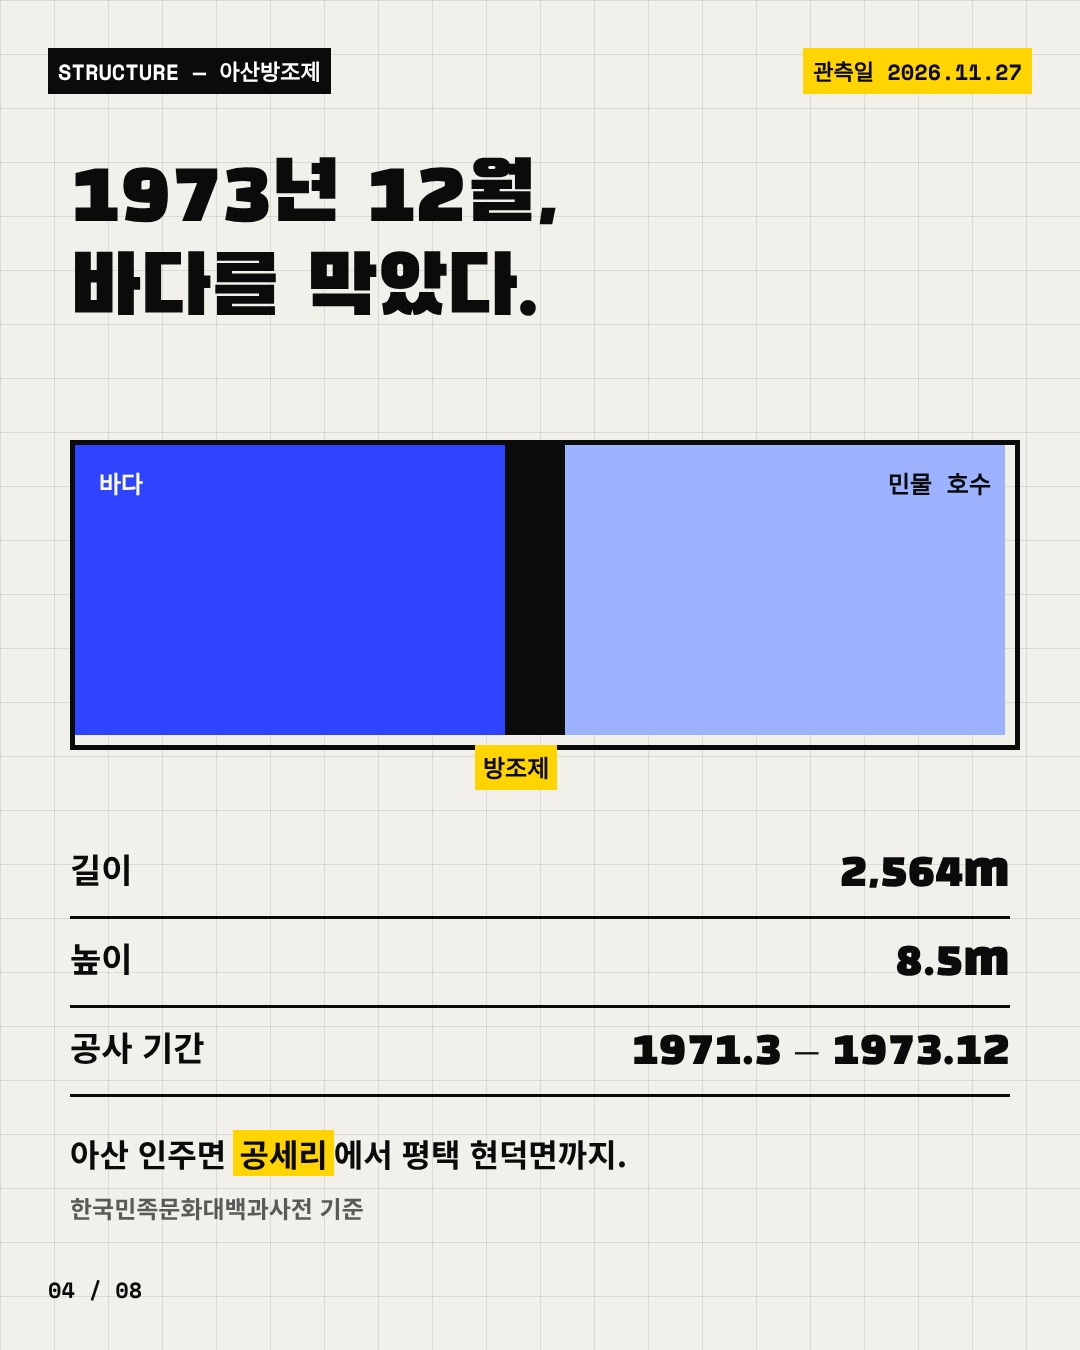 STRUCTURE — 아산방조제
관측일 2026.11.27
1973년 12월,
바다를 막았다.
바다
민물 호수
방조제
길이 2,564m
높이 8.5m
공사 기간 1971.3 — 1973.12
아산 인주면 공세리에서 평택 현덕면까지.
한국민족문화대백과사전 기준
04 / 08